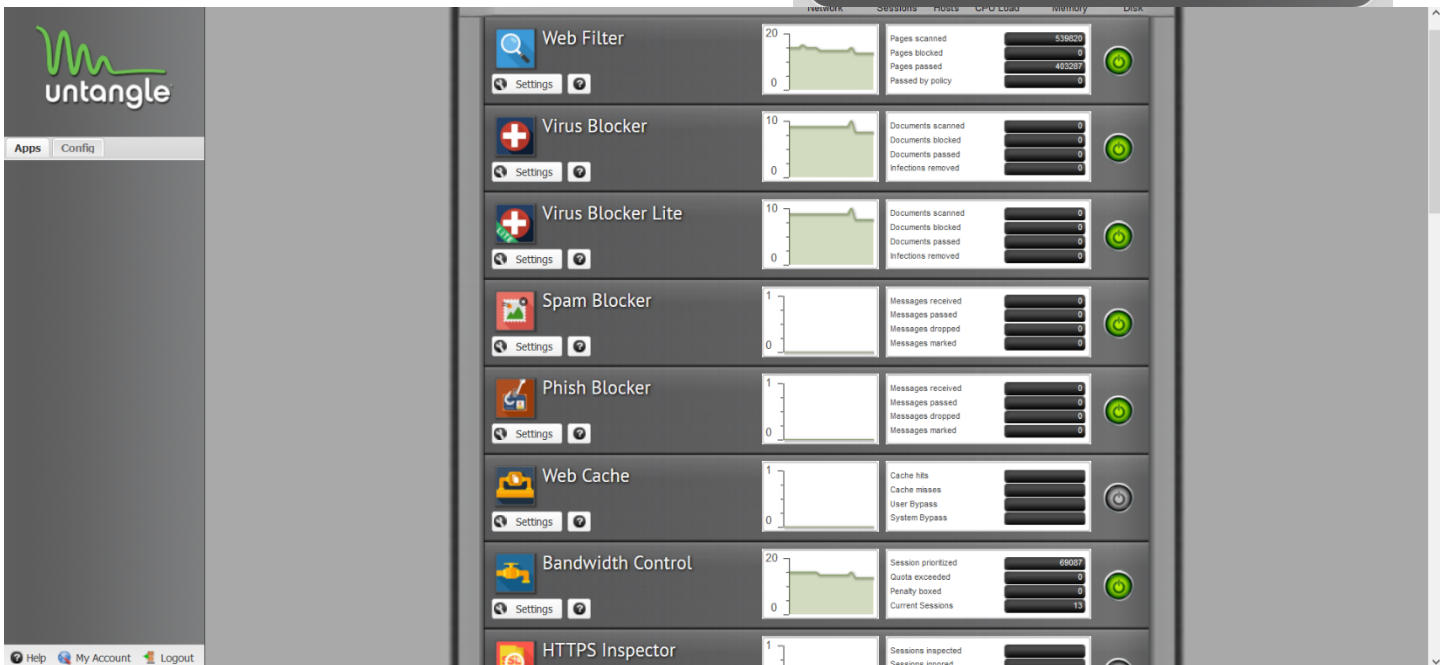 Network Sessions Hosts CPU Load Memory Disk
untangle
Apps Config
Web Filter
Settings
20
0
Pages scanned 539820
Pages blocked 0
Pages passed 403287
Passed by policy 0
Virus Blocker
Settings
10
0
Documents scanned 0
Documents blocked 0
Documents passed 0
Infections removed 0
Virus Blocker Lite
LITE
Settings
10
0
Documents scanned 0
Documents blocked 0
Documents passed 0
Infections removed 0
Spam Blocker
Settings
1
0
Messages received 0
Messages passed 0
Messages dropped 0
Messages marked 0
Phish Blocker
Settings
1
0
Messages received 0
Messages passed 0
Messages dropped 0
Messages marked 0
Web Cache
Settings
1
0
Cache hits
Cache misses
User Bypass
System Bypass
Bandwidth Control
Settings
20
0
Session prioritized 69087
Quota exceeded 0
Penalty boxed 0
Current Sessions 13
HTTPS Inspector
1
Sessions inspected
Sessions ignored
Help My Account Logout